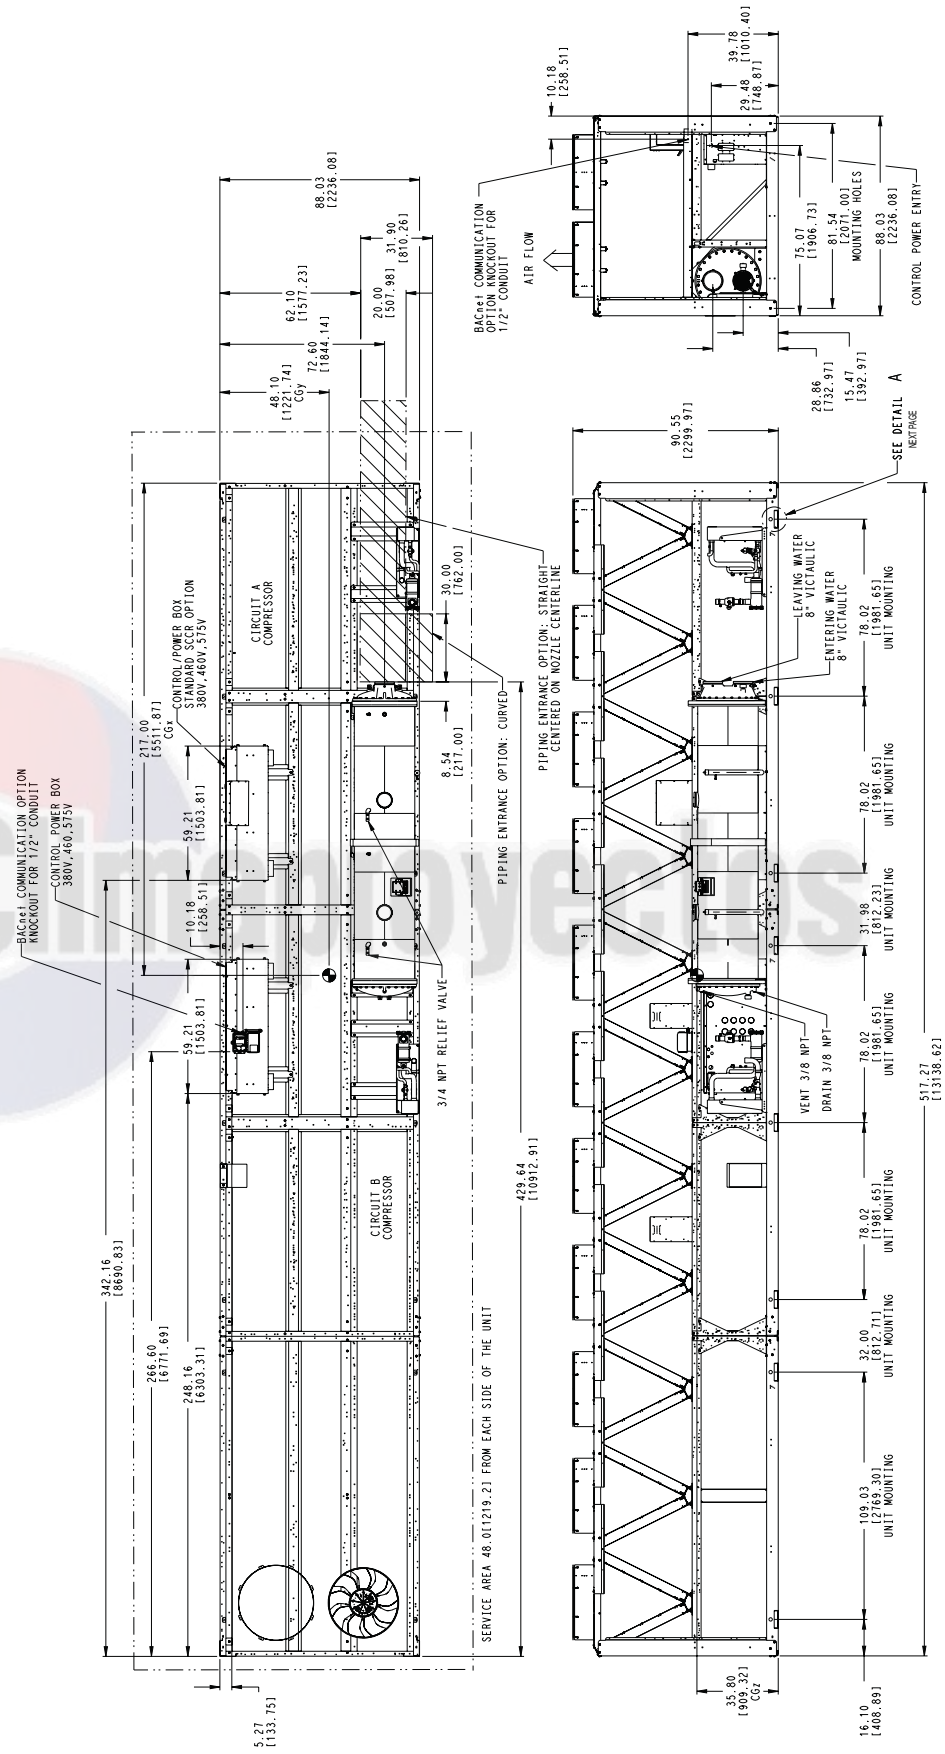 10.18
[258.51]
39.78
[1010.40]
29.48
[748.87]
BACnet COMMUNICATION
OPTION KNOCKOUT FOR
1/2" CONDUIT
AIR FLOW
75.07
[1906.73]
81.54
[2071.00]
MOUNTING HOLES
88.03
[2236.08]
CONTROL POWER ENTRY
28.86
[732.97]
15.47
[392.97]
88.03
[2236.08]
31.90
[810.26]
62.10
[1577.23]
20.00
[507.98]
72.60
[1844.14]
48.10
[1221.74]
CGy
217.00
[5511.87]
CGx
CONTROL/POWER BOX
STANDARD SCCR OPTION
380V,460V,575V
CIRCUIT A
COMPRESSOR
BACnet COMMUNICATION OPTION
KNOCKOUT FOR 1/2" CONDUIT
CONTROL POWER BOX
380V,460,575V
59.21
[1503.81]
10.18
[258.51]
59.21
[1503.81]
30.00
[762.00]
8.54
[217.00]
PIPING ENTRANCE OPTION: STRAIGHT
CENTERED ON NOZZLE CENTERLINE
PIPING ENTRANCE OPTION: CURVED
3/4 NPT RELIEF VALVE
CIRCUIT B
COMPRESSOR
342.16
[8690.83]
266.60
[6771.69]
248.16
[6303.31]
429.64
[10912.91]
SERVICE AREA 48.0[1219.2] FROM EACH SIDE OF THE UNIT
5.27
[133.75]
90.55
[2299.97]
SEE DETAIL A
NEXT PAGE
LEAVING WATER
8" VICTAULIC
ENTERING WATER
8" VICTAULIC
78.02
[1981.65]
UNIT MOUNTING
78.02
[1981.65]
UNIT MOUNTING
31.98
[812.23]
UNIT MOUNTING
78.02
[1981.65]
UNIT MOUNTING
VENT 3/8 NPT
DRAIN 3/8 NPT
78.02
[1981.65]
UNIT MOUNTING
32.00
[812.71]
UNIT MOUNTING
109.03
[2769.30]
UNIT MOUNTING
517.27
[13138.62]
35.80
[909.32]
CGz
16.10
[408.89]
Climaproyectos